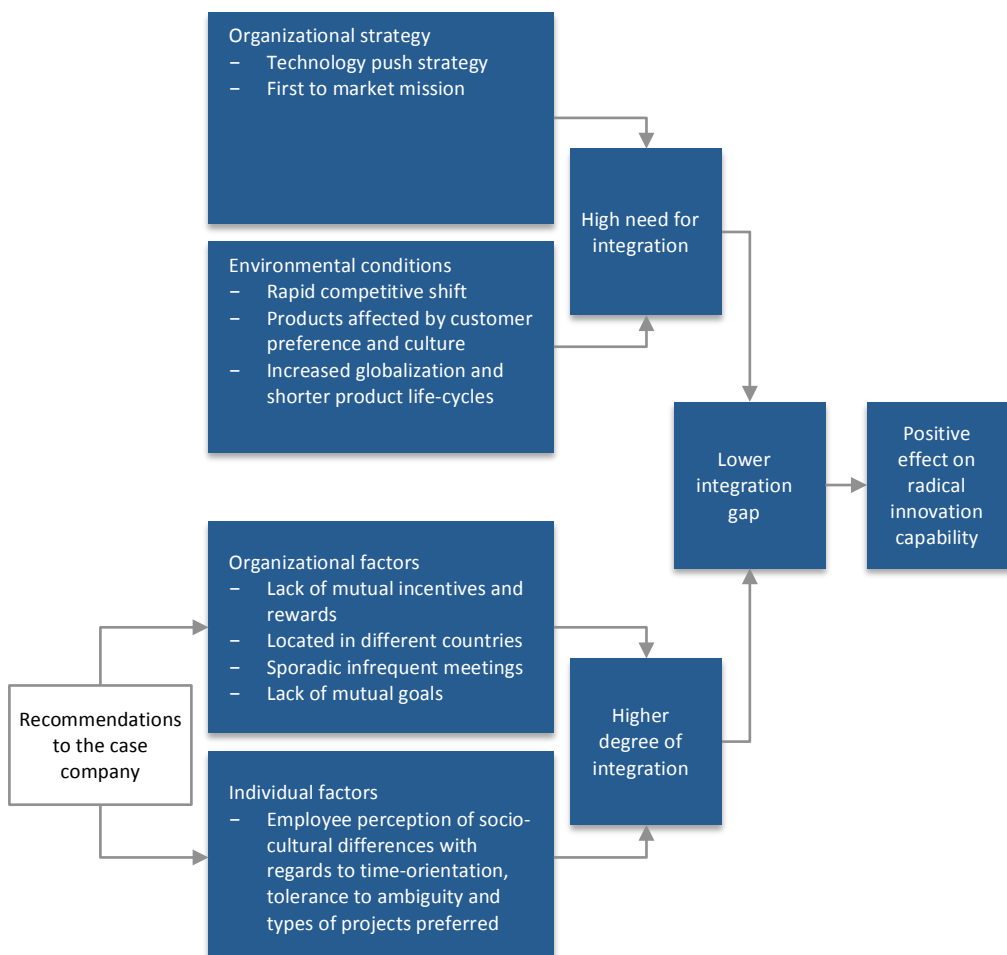 Organizational strategy
– Technology push strategy
– First to market mission
High need for
integration
Environmental conditions
– Rapid competitive shift
– Products affected by customer
preference and culture
– Increased globalization and
shorter product life-cycles
Lower
integration
gap
Positive
effect on
radical
innovation
capability
Organizational factors
– Lack of mutual incentives and
rewards
– Located in different countries
– Sporadic infrequent meetings
– Lack of mutual goals
Recommendations
to the case
company
Higher
degree of
integration
Individual factors
– Employee perception of socio-
cultural differences with
regards to time-orientation,
tolerance to ambiguity and
types of projects preferred